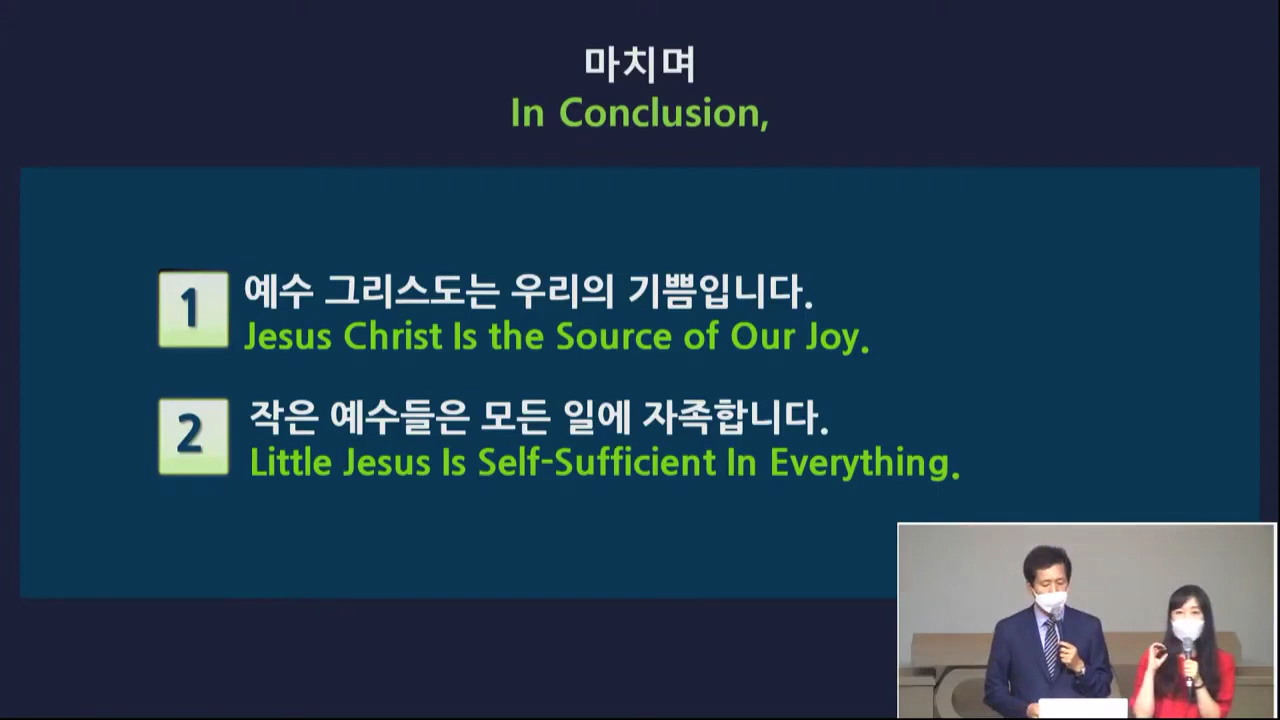 마치며
In Conclusion,
1 예수 그리스도는 우리의 기쁨입니다.
Jesus Christ Is the Source of Our Joy.
2 작은 예수들은 모든 일에 자족합니다.
Little Jesus Is Self-Sufficient In Everything.